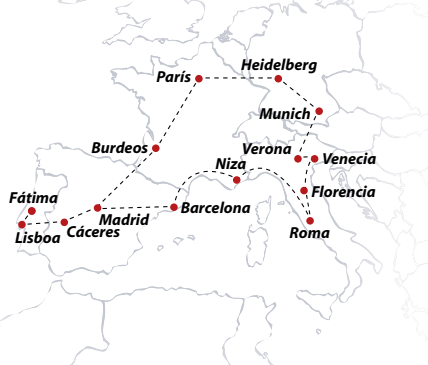 Heidelberg
París
Munich
Burdeos
Verona
Venecia
Niza
Florencia
Fátima
Barcelona
Madrid
Cáceres
Lisboa
Roma